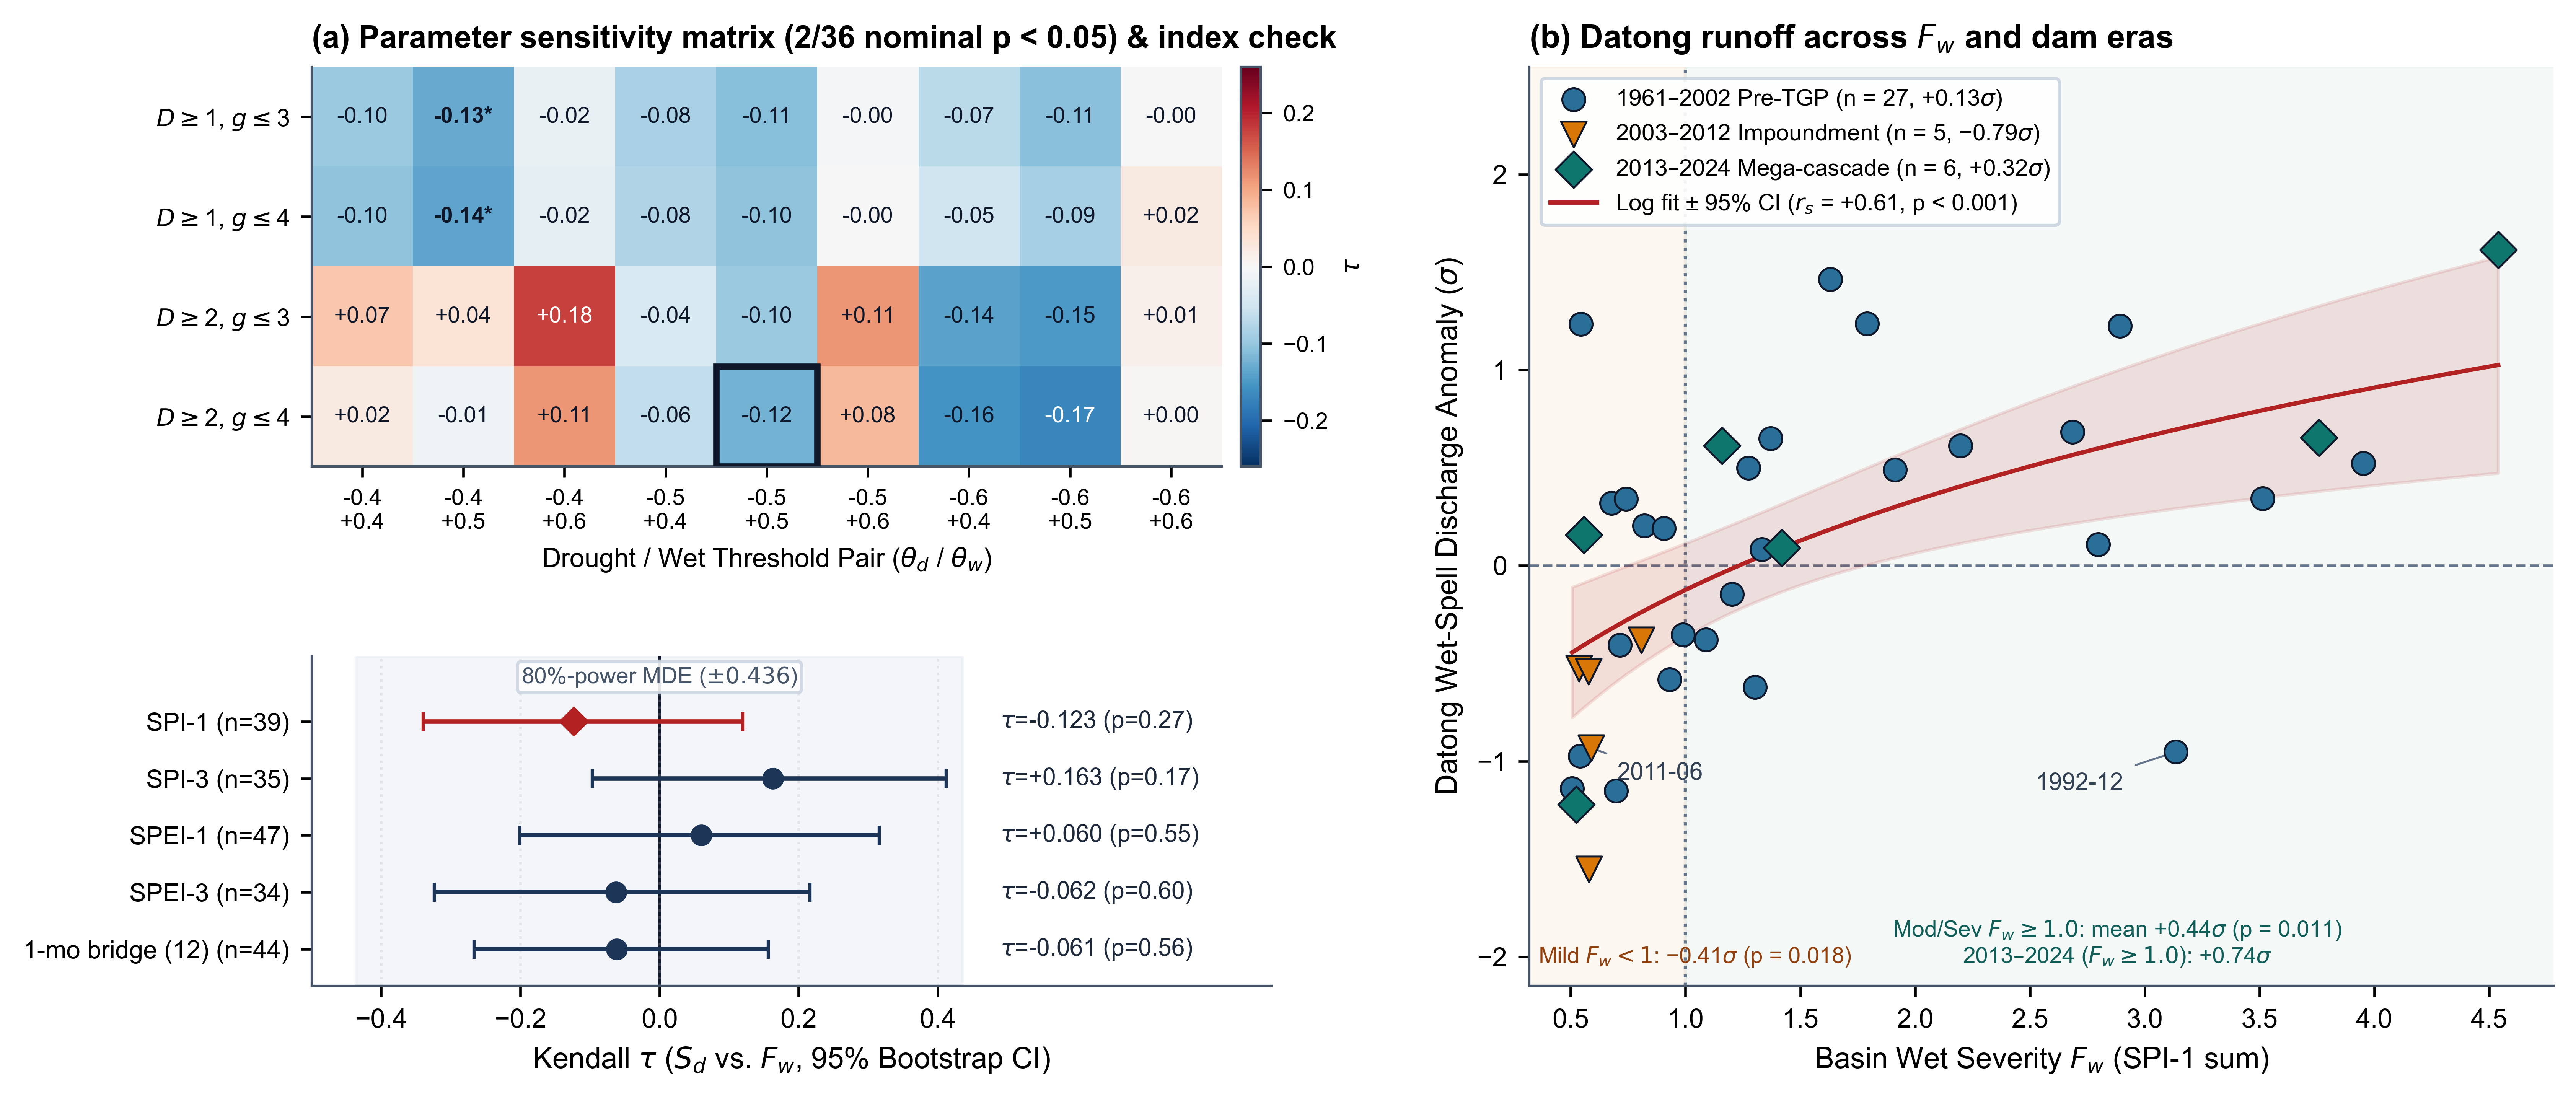 (a) Parameter sensitivity matrix (2/36 nominal p < 0.05) & index check
D ≥ 1, g ≤ 3
-0.10 -0.13* -0.02 -0.08 -0.11 -0.00 -0.07 -0.11 -0.00
D ≥ 1, g ≤ 4
-0.10 -0.14* -0.02 -0.08 -0.10 -0.00 -0.05 -0.09 +0.02
D ≥ 2, g ≤ 3
+0.07 +0.04 +0.18 -0.04 -0.10 +0.11 -0.14 -0.15 +0.01
D ≥ 2, g ≤ 4
+0.02 -0.01 +0.11 -0.06 -0.12 +0.08 -0.16 -0.17 +0.00
-0.4 -0.4 -0.4 -0.5 -0.5 -0.5 -0.6 -0.6 -0.6
+0.4 +0.5 +0.6 +0.4 +0.5 +0.6 +0.4 +0.5 +0.6
Drought / Wet Threshold Pair (θd / θw)
0.2
0.1
0.0
−0.1
−0.2
τ
80%-power MDE (±0.436)
SPI-1 (n=39) τ=-0.123 (p=0.27)
SPI-3 (n=35) τ=+0.163 (p=0.17)
SPEI-1 (n=47) τ=+0.060 (p=0.55)
SPEI-3 (n=34) τ=-0.062 (p=0.60)
1-mo bridge (12) (n=44) τ=-0.061 (p=0.56)
−0.4 −0.2 0.0 0.2 0.4
Kendall τ (Sd vs. Fw, 95% Bootstrap CI)
(b) Datong runoff across Fw and dam eras
1961–2002 Pre-TGP (n = 27, +0.13σ)
2003–2012 Impoundment (n = 5, −0.79σ)
2013–2024 Mega-cascade (n = 6, +0.32σ)
Log fit ± 95% CI (rs = +0.61, p < 0.001)
Datong Wet-Spell Discharge Anomaly (σ)
2
1
0
−1
−2
2011-06
1992-12
Mod/Sev Fw ≥ 1.0: mean +0.44σ (p = 0.011)
Mild Fw < 1: −0.41σ (p = 0.018)
2013–2024 (Fw ≥ 1.0): +0.74σ
0.5 1.0 1.5 2.0 2.5 3.0 3.5 4.0 4.5
Basin Wet Severity Fw (SPI-1 sum)